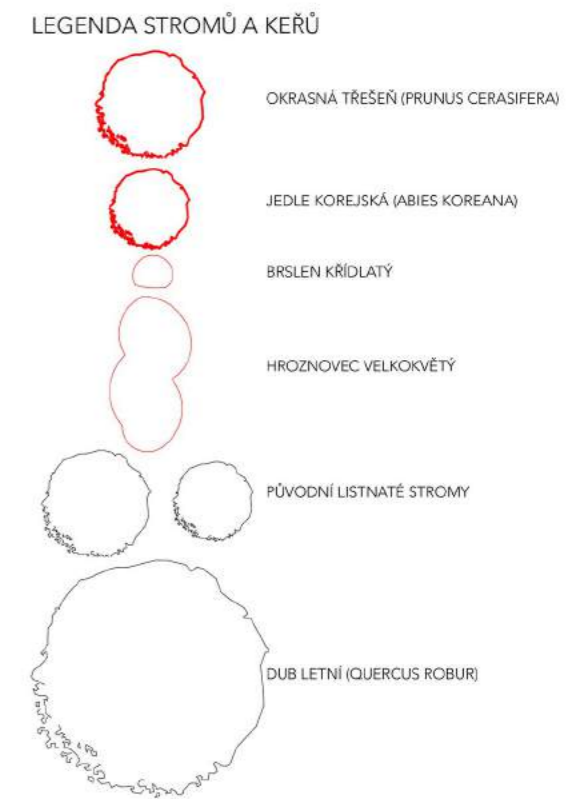 LEGENDA STROMŮ A KEŘŮ
OKRASNÁ TŘEŠEŇ (PRUNUS CERASIFERA)
JEDLE KOREJSKÁ (ABIES KOREANA)
BRSLEN KŘÍDLATÝ
HROZNOVEC VELKOKVĚTÝ
PŮVODNÍ LISTNATÉ STROMY
DUB LETNÍ (QUERCUS ROBUR)